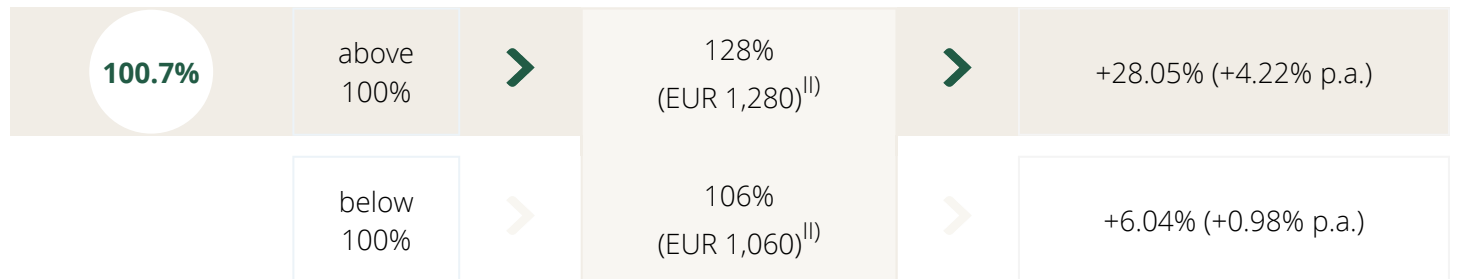 100.7%
above
100%
128%
(EUR 1,280)II)
+28.05% (+4.22% p.a.)
below
100%
106%
(EUR 1,060)II)
+6.04% (+0.98% p.a.)